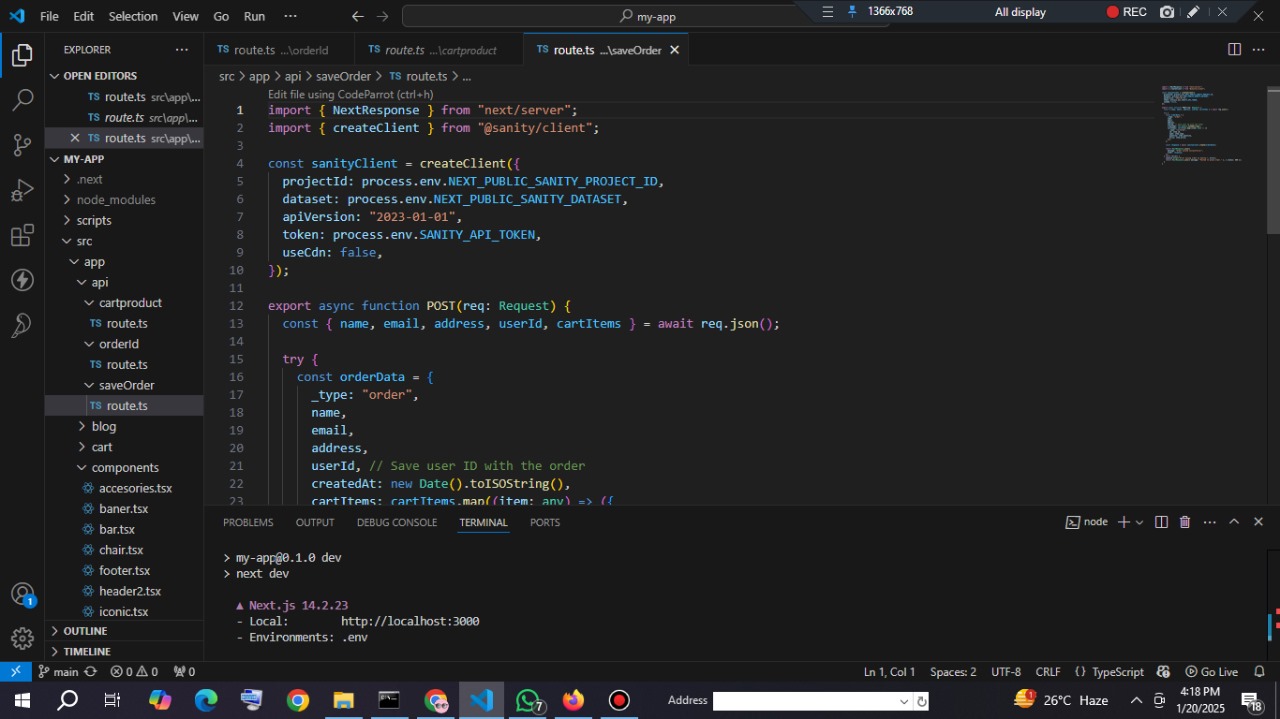 File Edit Selection View Go Run ··· my-app 1366x768 All display REC
EXPLORER ···
OPEN EDITORS
TS route.ts src\app\...
TS route.ts src\app\...
TS route.ts src\app\...
MY-APP
.next
node_modules
scripts
src
app
api
cartproduct
TS route.ts
orderId
TS route.ts
saveOrder
TS route.ts
blog
cart
components
accesories.tsx
baner.tsx
bar.tsx
chair.tsx
footer.tsx
header2.tsx
iconic.tsx
OUTLINE
TIMELINE
TS route.ts ...\orderId TS route.ts ...\cartproduct TS route.ts ...\saveOrder
src > app > api > saveOrder > TS route.ts > ...
Edit file using CodeParrot (ctrl+h)
1 import { NextResponse } from "next/server";
2 import { createClient } from "@sanity/client";
3
4 const sanityClient = createClient({
5 projectId: process.env.NEXT_PUBLIC_SANITY_PROJECT_ID,
6 dataset: process.env.NEXT_PUBLIC_SANITY_DATASET,
7 apiVersion: "2023-01-01",
8 token: process.env.SANITY_API_TOKEN,
9 useCdn: false,
10 });
11
12 export async function POST(req: Request) {
13 const { name, email, address, userId, cartItems } = await req.json();
14
15 try {
16 const orderData = {
17 _type: "order",
18 name,
19 email,
20 address,
21 userId, // Save user ID with the order
22 createdAt: new Date().toISOString(),
23 cartItems: cartItems.map((item: any) => ({
PROBLEMS OUTPUT DEBUG CONSOLE TERMINAL PORTS node
> my-app@0.1.0 dev
> next dev
▲ Next.js 14.2.23
- Local: http://localhost:3000
- Environments: .env
1
main 0 0 0 Ln 1, Col 1 Spaces: 2 UTF-8 CRLF {} TypeScript Go Live
7 Address 1 26°C Haze 4:18 PM
1/20/2025 18